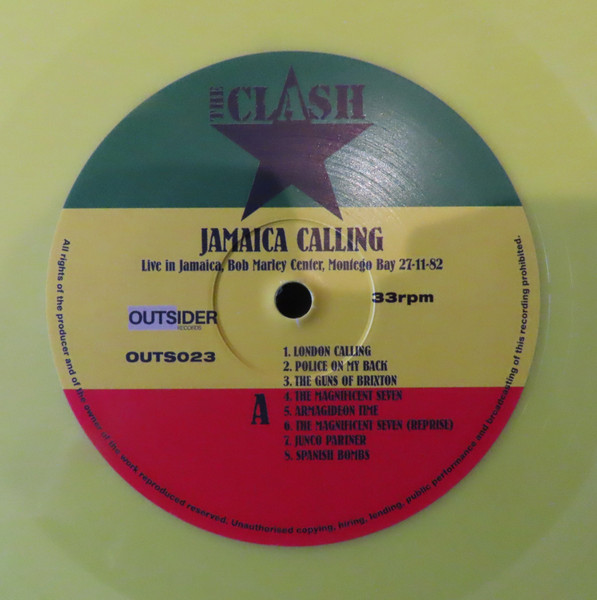 THE CLASH
JAMAICA CALLING
Live in Jamaica, Bob Marley Center, Montego Bay 27-11-82
33rpm
OUTSIDER
RECORDS
OUTS023
A
1. LONDON CALLING
2. POLICE ON MY BACK
3. THE GUNS OF BRIXTON
4. THE MAGNIFICENT SEVEN
5. ARMAGIDEON TIME
6. THE MAGNIFICENT SEVEN (REPRISE)
7. JUNCO PARTNER
8. SPANISH BOMBS
All rights of the producer and of the owner of the work reproduced reserved. Unauthorised copying, hiring, lending, public performance and broadcasting of this recording prohibited.